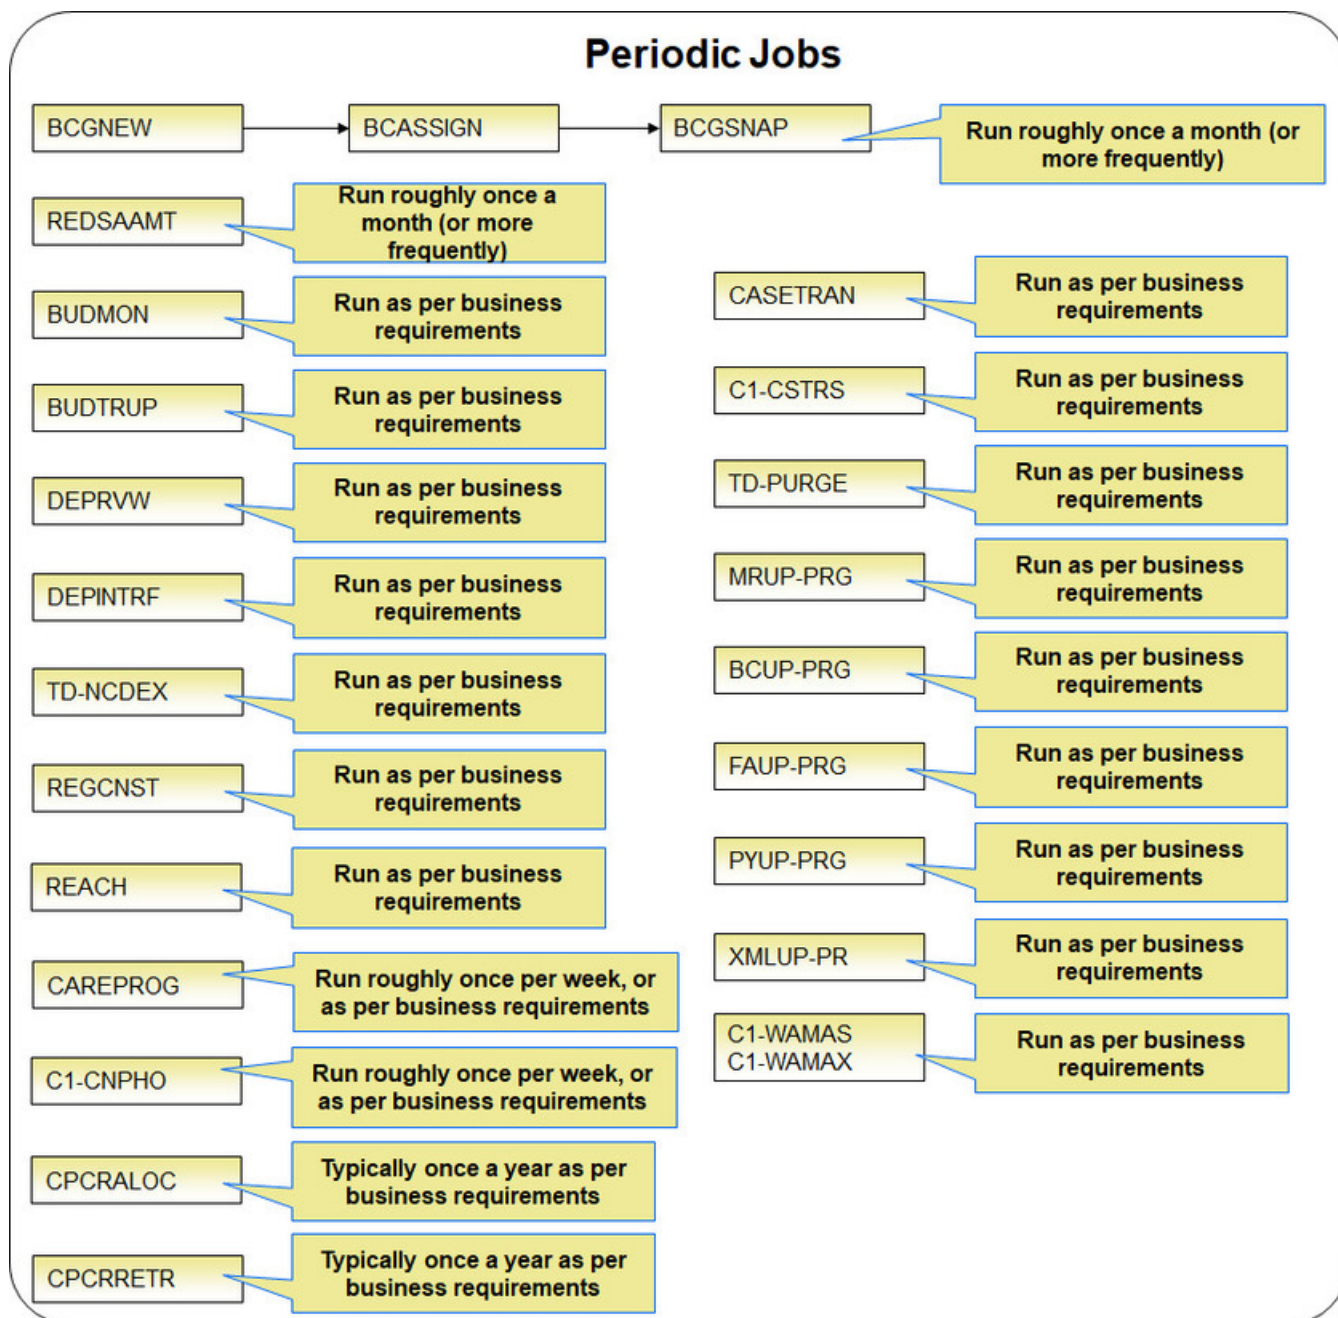 Periodic Jobs
BCGNEW
BCASSIGN
BCGSNAP
Run roughly once a month (or
more frequently)
REDSAAMT
Run roughly once a
month (or more
frequently)
BUDMON
Run as per business
requirements
BUDTRUP
Run as per business
requirements
DEPRVW
Run as per business
requirements
DEPINTRF
Run as per business
requirements
TD-NCDEX
Run as per business
requirements
REGCNST
Run as per business
requirements
REACH
Run as per business
requirements
CAREPROG
Run roughly once per week, or
as per business requirements
C1-CNPHO
Run roughly once per week, or
as per business requirements
CPCRALOC
Typically once a year as per
business requirements
CPCRRETR
Typically once a year as per
business requirements
CASETRAN
Run as per business
requirements
C1-CSTRS
Run as per business
requirements
TD-PURGE
Run as per business
requirements
MRUP-PRG
Run as per business
requirements
BCUP-PRG
Run as per business
requirements
FAUP-PRG
Run as per business
requirements
PYUP-PRG
Run as per business
requirements
XMLUP-PR
Run as per business
requirements
C1-WAMAS
C1-WAMAX
Run as per business
requirements